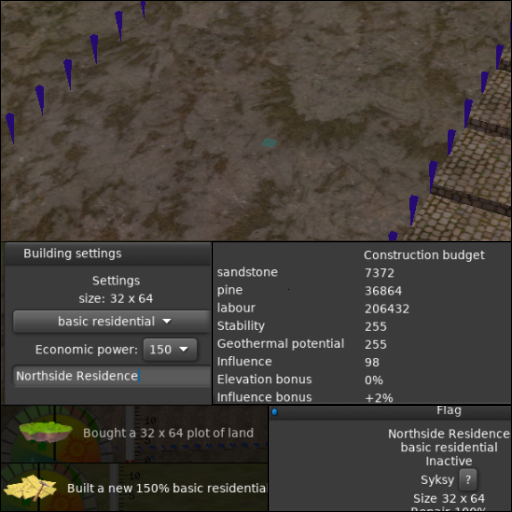 Building settings
Settings
size: 32 x 64
basic residential
Economic power: 150
Northside Residence
Construction budget
sandstone 7372
pine 36864
labour 206432
Stability 255
Geothermal potential 255
Influence 98
Elevation bonus 0%
Influence bonus +2%
Bought a 32 x 64 plot of land
Built a new 150% basic residential
Flag
Northside Residence
basic residential
Inactive
Syksy ?
Size 32 x 64
Repair 100%